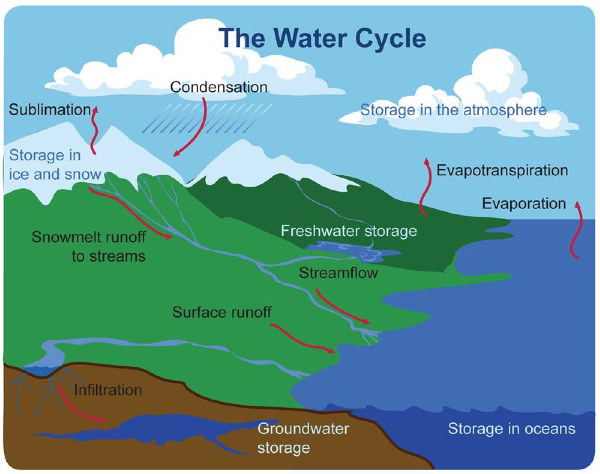 The Water Cycle
Condensation
Sublimation
Storage in the atmosphere
Storage in
ice and snow
Evapotranspiration
Evaporation
Snowmelt runoff
to streams
Freshwater storage
Streamflow
Surface runoff
Infiltration
Groundwater
storage
Storage in oceans